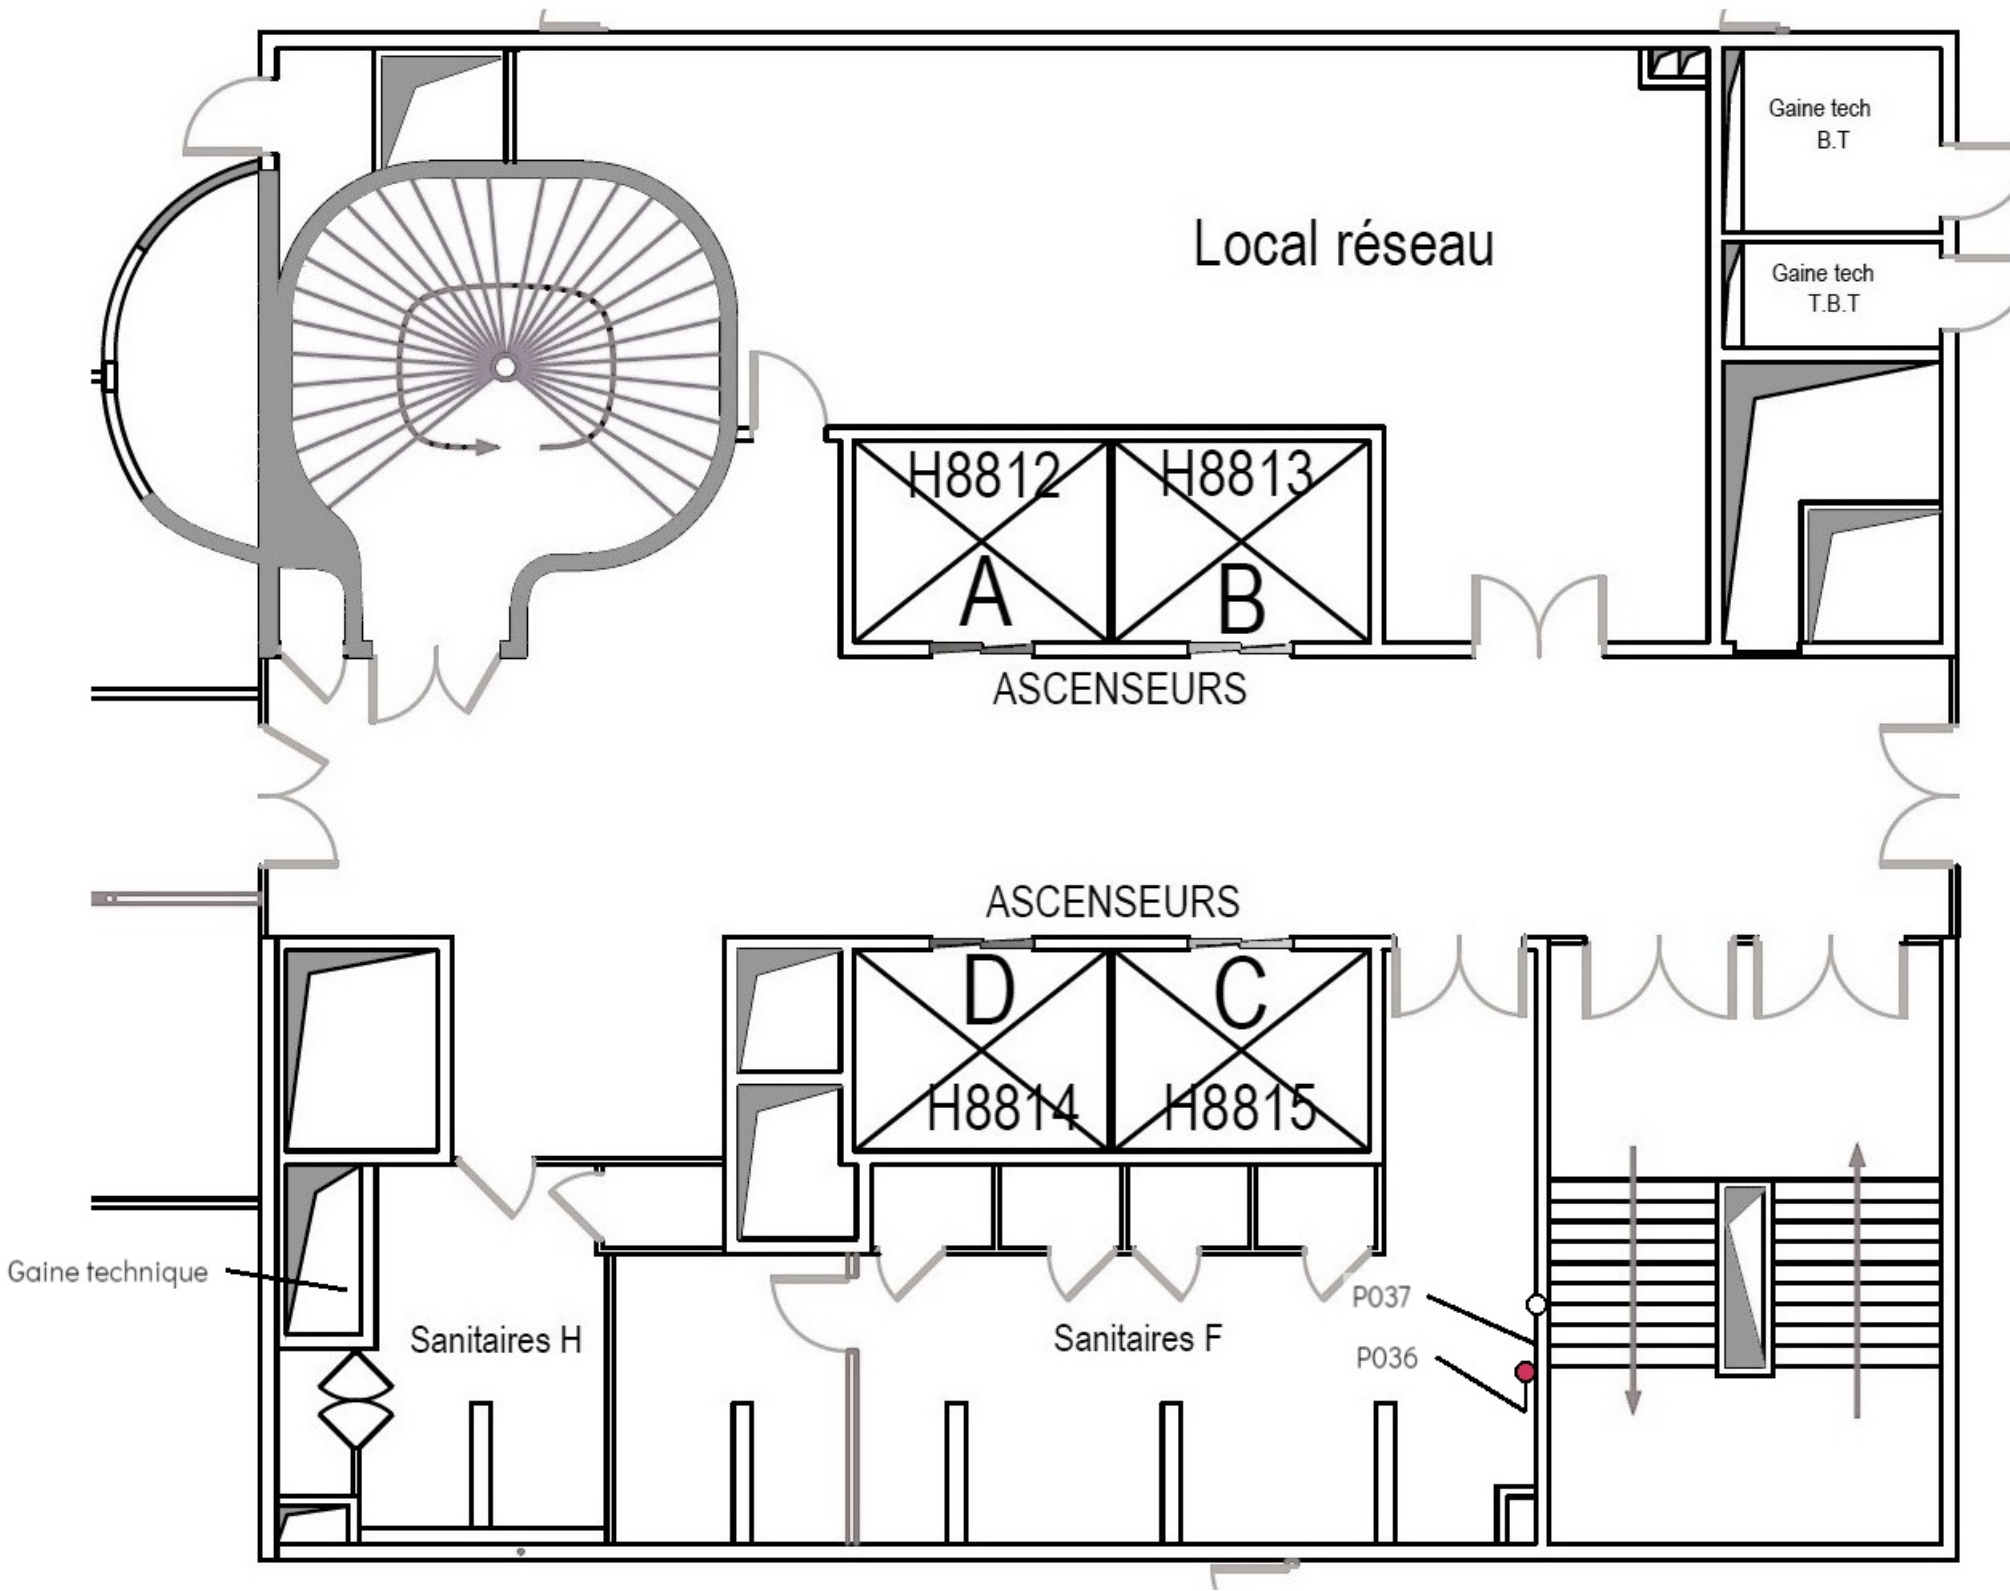 Gaine tech
B.T
Local réseau
Gaine tech
T.B.T
H8812
H8813
A
B
ASCENSEURS
ASCENSEURS
D
C
H8814
H8815
Gaine technique
Sanitaires H
Sanitaires F
P037
P036